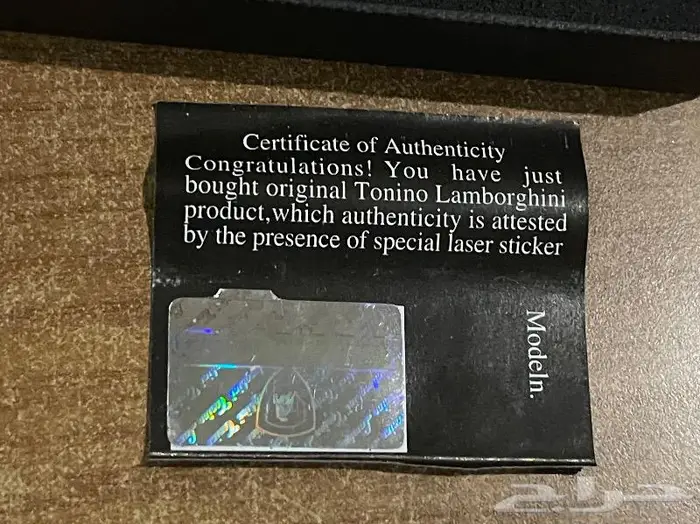 Certificate of Authenticity
Congratulations! You have just
bought original Tonino Lamborghini
product,which authenticity is attested
by the presence of special laser sticker
Modeln.
حراج